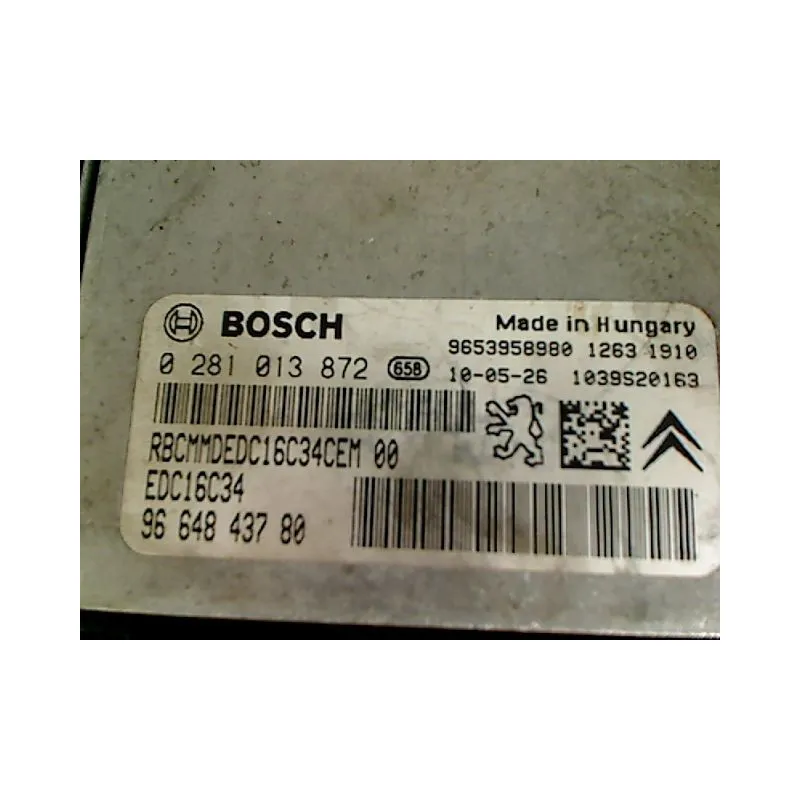 BOSCH
Made in Hungary
0 281 013 872 658
9653958980 1263 1910
10-05-26 1039S20163
RBCMMDEDC16C34CEM 00
EDC16C34
96 648 437 80